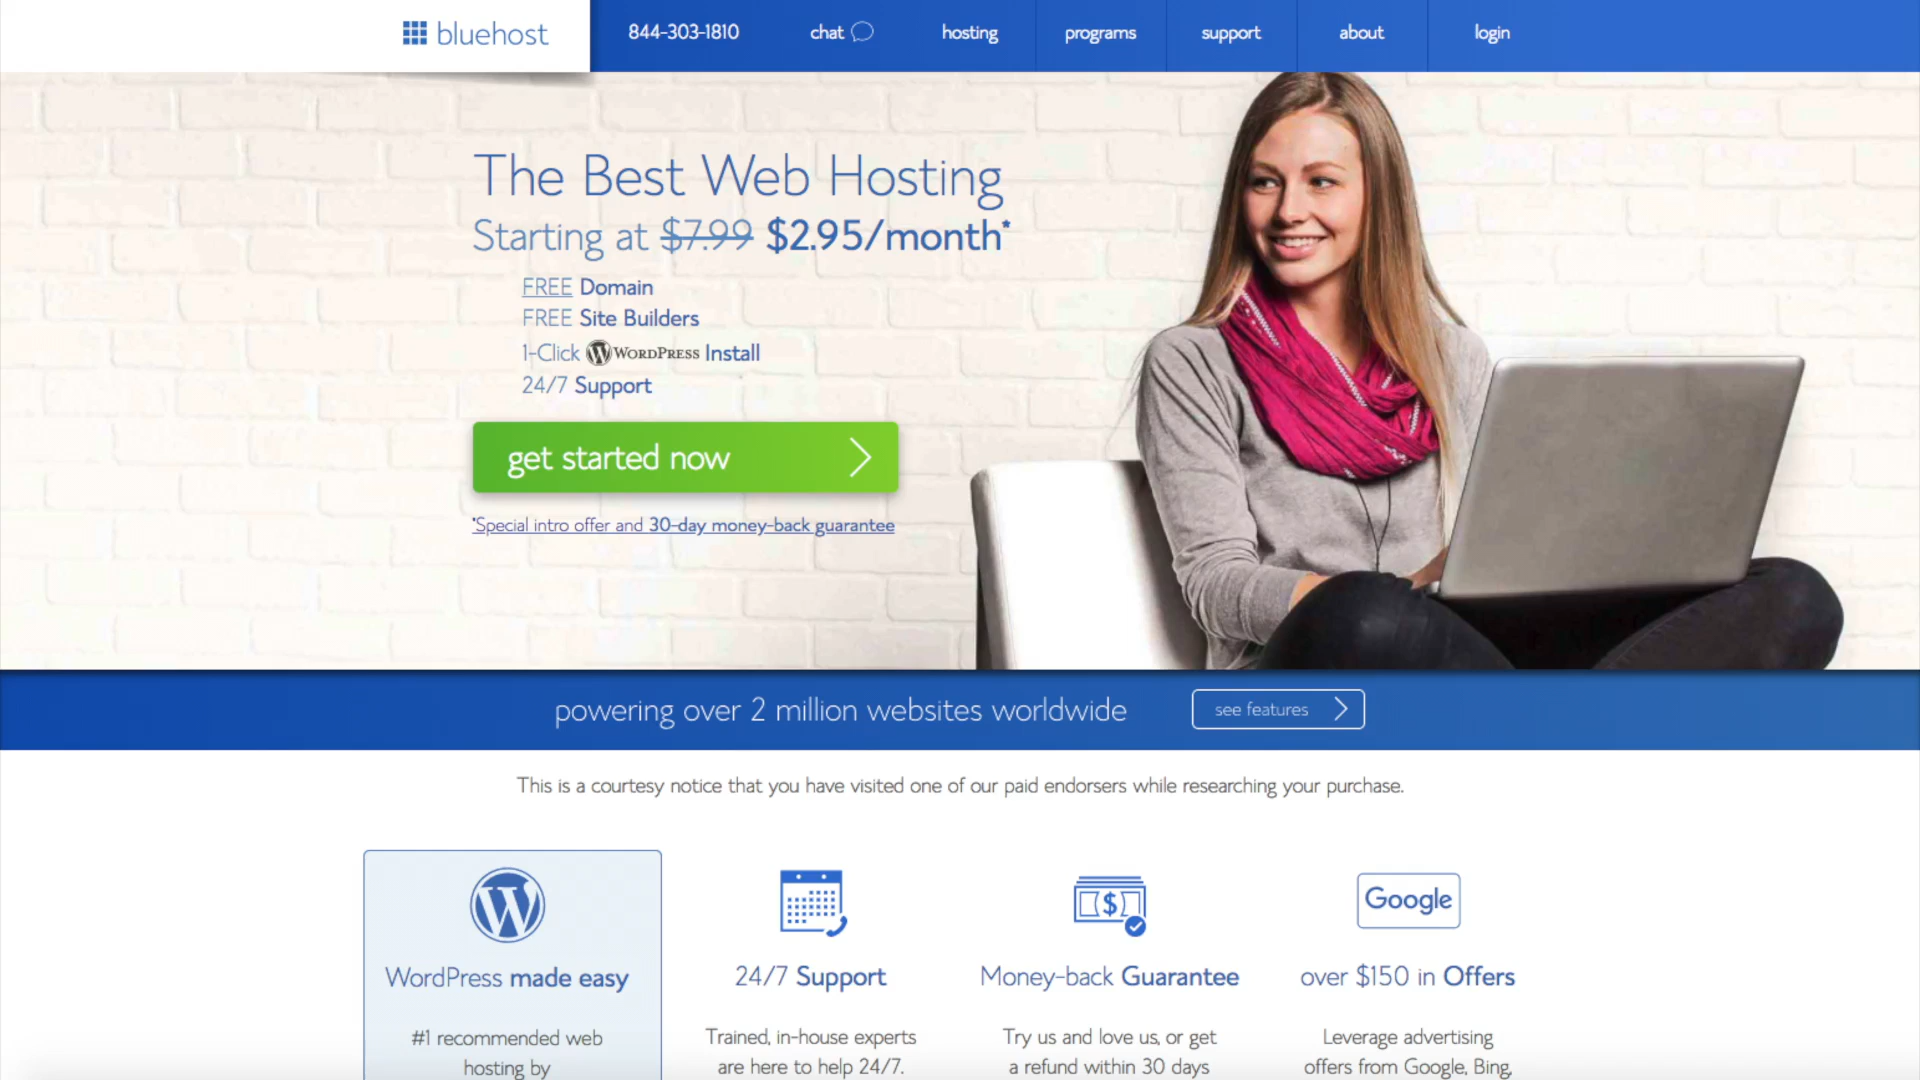 bluehost
844-303-1810 chat hosting programs support about login
The Best Web Hosting
Starting at $7.99 $2.95/month*
FREE Domain
FREE Site Builders
1-Click WORDPRESS Install
24/7 Support
get started now
*Special intro offer and 30-day money-back guarantee
powering over 2 million websites worldwide
see features
This is a courtesy notice that you have visited one of our paid endorsers while researching your purchase.
WordPress made easy
#1 recommended web
hosting by
24/7 Support
Trained, in-house experts
are here to help 24/7.
Money-back Guarantee
Try us and love us, or get
a refund within 30 days
Google
over $150 in Offers
Leverage advertising
offers from Google, Bing,